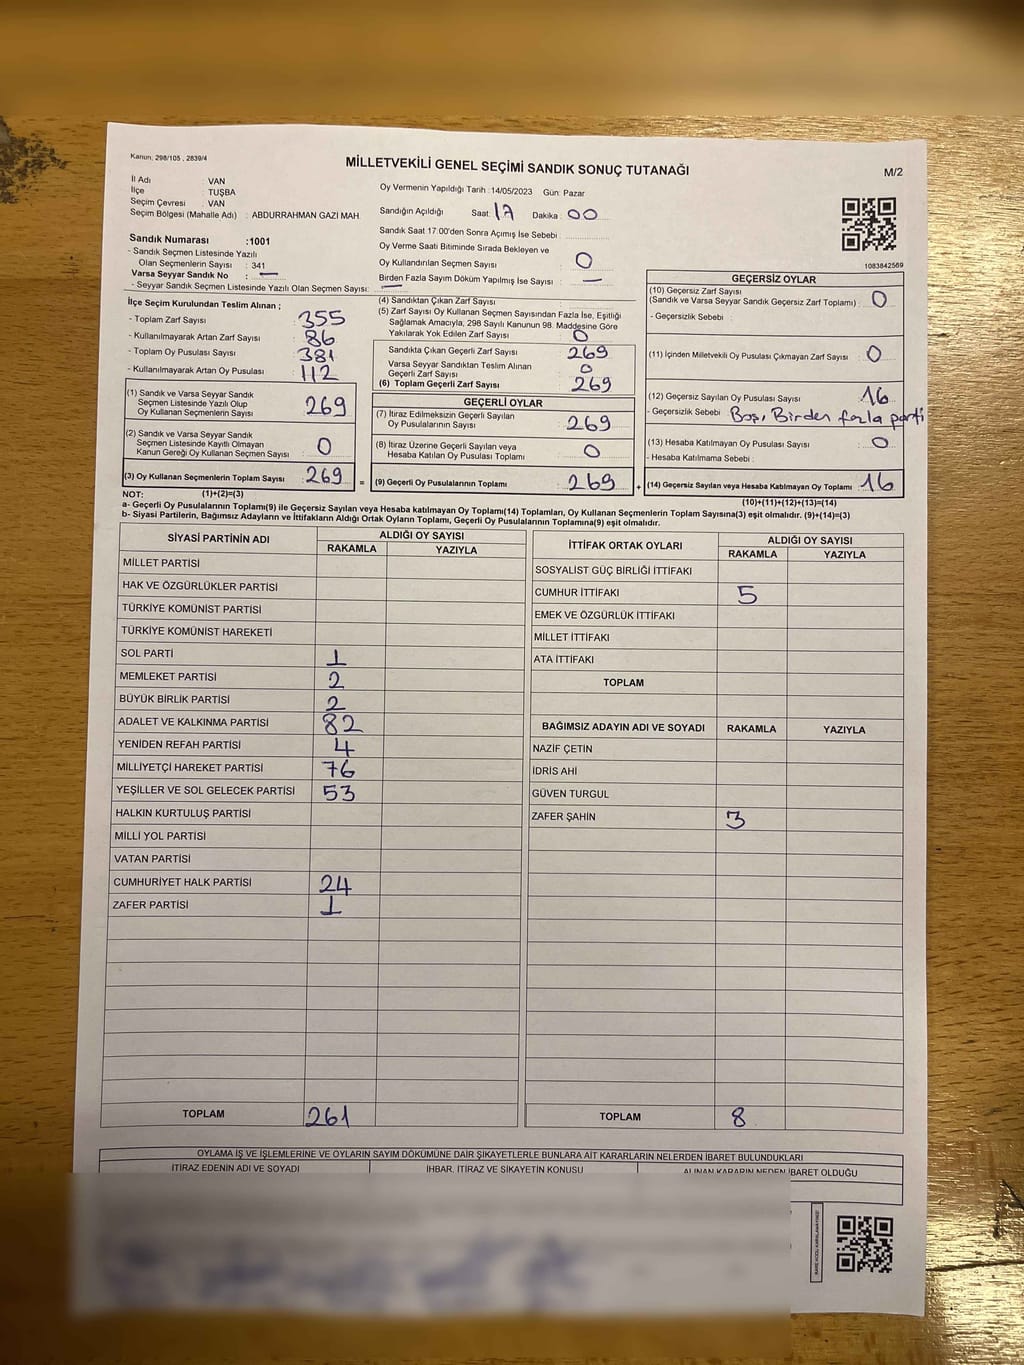 Kanun: 298/105 , 2839/4
MİLLETVEKİLİ GENEL SEÇİMİ SANDIK SONUÇ TUTANAĞI
M/2
İl Adı : VAN
İlçe : TUŞBA
Seçim Çevresi : VAN
Seçim Bölgesi (Mahalle Adı) : ABDURRAHMAN GAZI MAH.
Sandık Numarası :1001
- Sandık Seçmen Listesinde Yazılı
Olan Seçmenlerin Sayısı : 341
Varsa Seyyar Sandık No : —
- Seyyar Sandık Seçmen Listesinde Yazılı Olan Seçmen Sayısı: —
Oy Vermenin Yapıldığı Tarih :14/05/2023 Gün: Pazar
Sandığın Açıldığı Saat: 17 Dakika : 00
Sandık Saat 17:00'den Sonra Açımış İse Sebebi :
Oy Verme Saati Bitiminde Sırada Bekleyen ve
Oy Kullandırılan Seçmen Sayısı : 0
Birden Fazla Sayım Döküm Yapılmış İse Sayısı : —
1083842569
İlçe Seçim Kurulundan Teslim Alınan ;
- Toplam Zarf Sayısı : 355
- Kullanılmayarak Artan Zarf Sayısı : 86
- Toplam Oy Pusulası Sayısı : 381
- Kullanılmayarak Artan Oy Pusulası : 112
(1) Sandık ve Varsa Seyyar Sandık
Seçmen Listesinde Yazılı Olup
Oy Kullanan Seçmenlerin Sayısı : 269
(2) Sandık ve Varsa Seyyar Sandık
Seçmen Listesinde Kayıtlı Olmayan
Kanun Gereği Oy Kullanan Seçmen Sayısı : 0
(3) Oy Kullanan Seçmenlerin Toplam Sayısı : 269
(4) Sandıktan Çıkan Zarf Sayısı :
(5) Zarf Sayısı Oy Kullanan Seçmen Sayısından Fazla İse, Eşitliği
Sağlamak Amacıyla, 298 Sayılı Kanunun 98. Maddesine Göre
Yakılarak Yok Edilen Zarf Sayısı : 0
Sandıkta Çıkan Geçerli Zarf Sayısı : 269
Varsa Seyyar Sandıktan Teslim Alınan
Geçerli Zarf Sayısı : 0
(6) Toplam Geçerli Zarf Sayısı : 269
GEÇERLİ OYLAR
(7) İtiraz Edilmeksizin Geçerli Sayılan
Oy Pusulalarının Sayısı : 269
(8) İtiraz Üzerine Geçerli Sayılan veya
Hesaba Katılan Oy Pusulası Toplamı : 0
= (9) Geçerli Oy Pusulalarının Toplamı : 269
GEÇERSİZ OYLAR
(10) Geçersiz Zarf Sayısı
(Sandık ve Varsa Seyyar Sandık Geçersiz Zarf Toplamı) : 0
- Geçersizlik Sebebi :
(11) İçinden Milletvekili Oy Pusulası Çıkmayan Zarf Sayısı : 0
(12) Geçersiz Sayılan Oy Pusulası Sayısı : 16
- Geçersizlik Sebebi : Boş, Birden fazla parti
(13) Hesaba Katılmayan Oy Pusulası Sayısı : 0
- Hesaba Katılmama Sebebi :
+ (14) Geçersiz Sayılan veya Hesaba Katılmayan Oy Toplamı : 16
NOT: (1)+(2)=(3)
(10)+(11)+(12)+(13)=(14)
a- Geçerli Oy Pusulalarının Toplamı(9) ile Geçersiz Sayılan veya Hesaba katılmayan Oy Toplamı(14) Toplamları, Oy Kullanan Seçmenlerin Toplam Sayısına(3) eşit olmalıdır. (9)+(14)=(3)
b- Siyasi Partilerin, Bağımsız Adayların ve İttifakların Aldığı Ortak Oyların Toplamı, Geçerli Oy Pusulalarının Toplamına(9) eşit olmalıdır.
SİYASİ PARTİNİN ADI ALDIĞI OY SAYISI
RAKAMLA YAZIYLA
MİLLET PARTİSİ
HAK VE ÖZGÜRLÜKLER PARTİSİ
TÜRKİYE KOMÜNİST PARTİSİ
TÜRKİYE KOMÜNİST HAREKETİ
SOL PARTİ 1
MEMLEKET PARTİSİ 2
BÜYÜK BİRLİK PARTİSİ 2
ADALET VE KALKINMA PARTİSİ 82
YENİDEN REFAH PARTİSİ 4
MİLLİYETÇİ HAREKET PARTİSİ 76
YEŞİLLER VE SOL GELECEK PARTİSİ 53
HALKIN KURTULUŞ PARTİSİ
MİLLİ YOL PARTİSİ
VATAN PARTİSİ
CUMHURİYET HALK PARTİSİ 24
ZAFER PARTİSİ 1
TOPLAM 261
İTTİFAK ORTAK OYLARI ALDIĞI OY SAYISI
RAKAMLA YAZIYLA
SOSYALİST GÜÇ BİRLİĞİ İTTİFAKI
CUMHUR İTTİFAKI 5
EMEK VE ÖZGÜRLÜK İTTİFAKI
MİLLET İTTİFAKI
ATA İTTİFAKI
TOPLAM
BAĞIMSIZ ADAYIN ADI VE SOYADI RAKAMLA YAZIYLA
NAZİF ÇETİN
İDRİS AHİ
GÜVEN TURGUL
ZAFER ŞAHİN 3
TOPLAM 8
OYLAMA İŞ VE İŞLEMLERİNE VE OYLARIN SAYIM DÖKÜMÜNE DAİR ŞİKAYETLERLE BUNLARA AİT KARARLARIN NELERDEN İBARET BULUNDUKLARI
İTİRAZ EDENİN ADI VE SOYADI İHBAR, İTİRAZ VE ŞİKAYETİN KONUSU ALINAN KARARIN NEDEN İBARET OLDUĞU